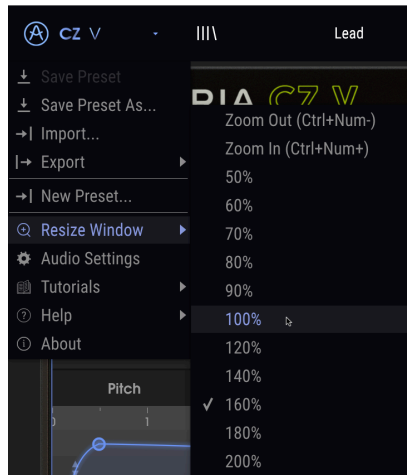 CZ V
Lead
Save Preset
Save Preset As...
Import...
Export
New Preset...
Resize Window
Audio Settings
Tutorials
Help
About
CZ V
Zoom Out (Ctrl+Num-)
Zoom In (Ctrl+Num+)
50%
60%
70%
80%
90%
100%
120%
140%
160%
180%
200%
Pitch
1